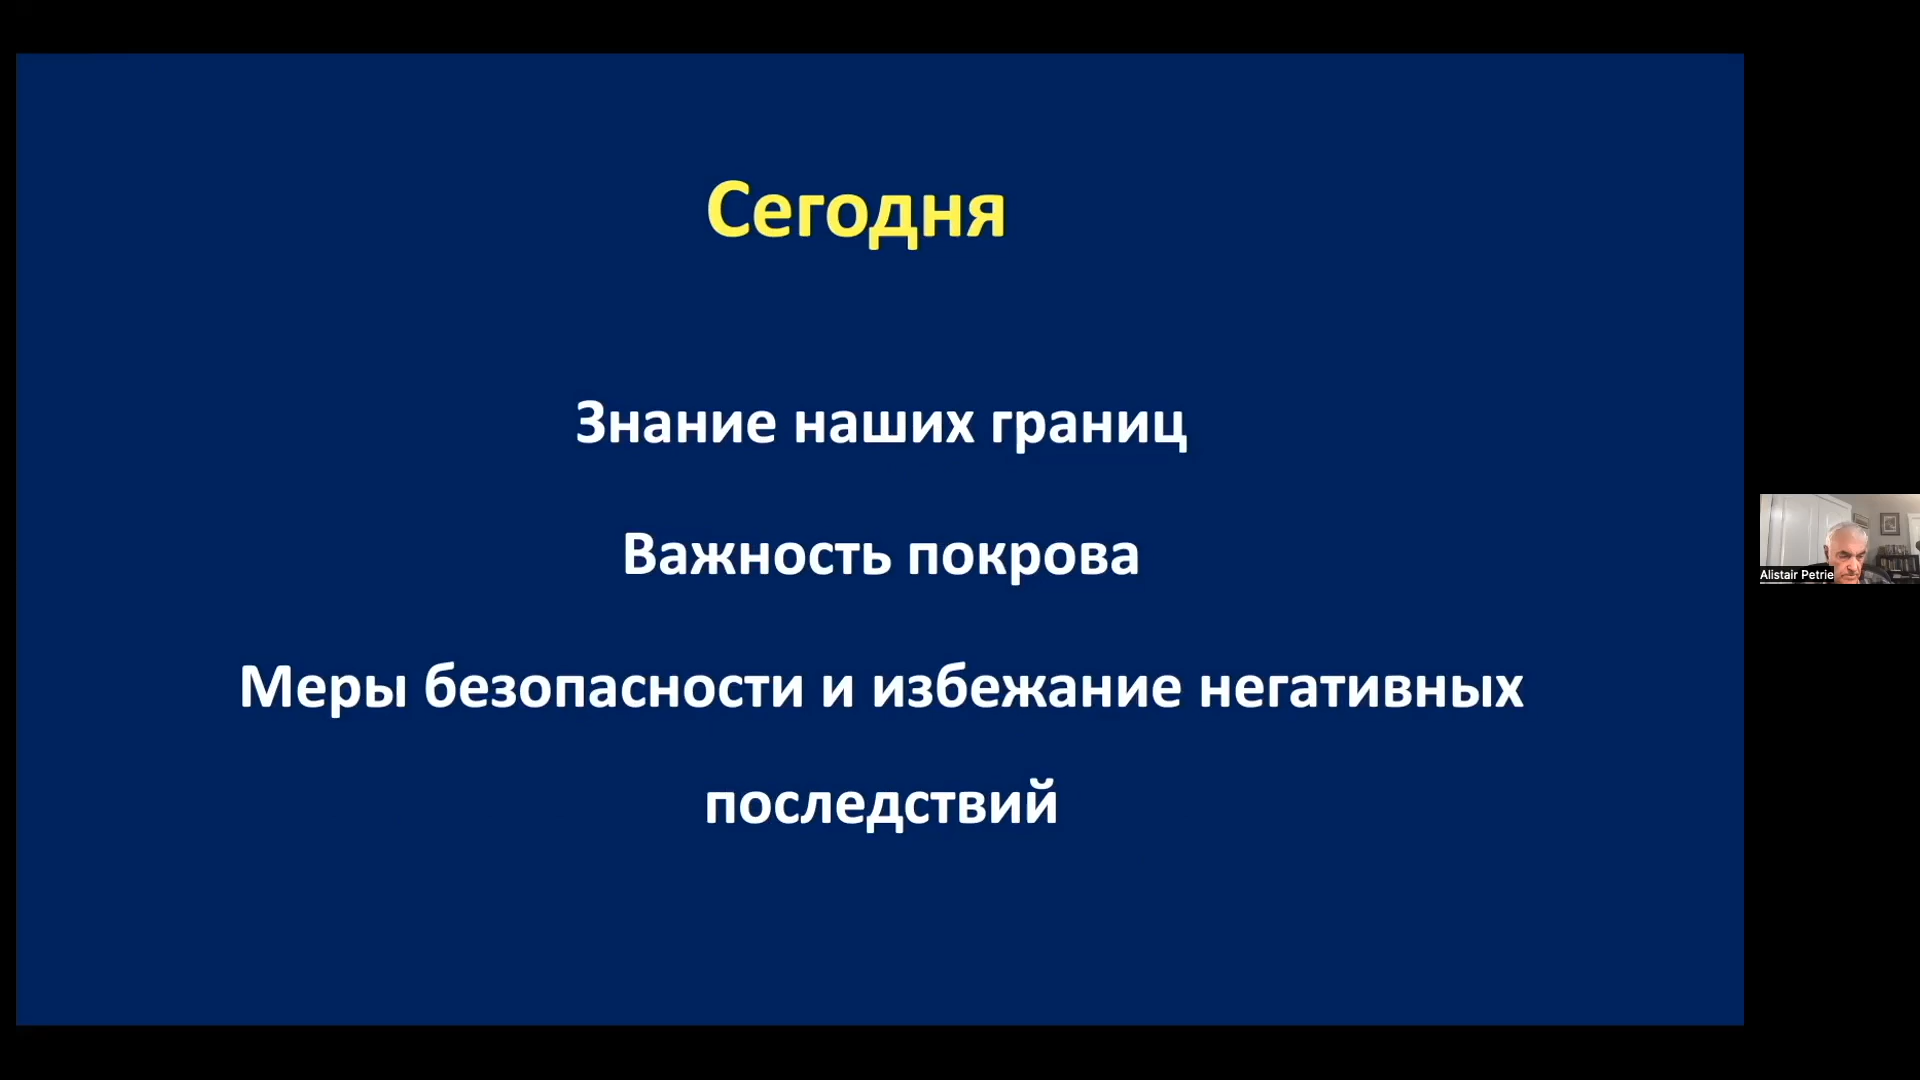 Сегодня
Знание наших границ
Важность покрова
Меры безопасности и избежание негативных
последствий
Alistair Petrie